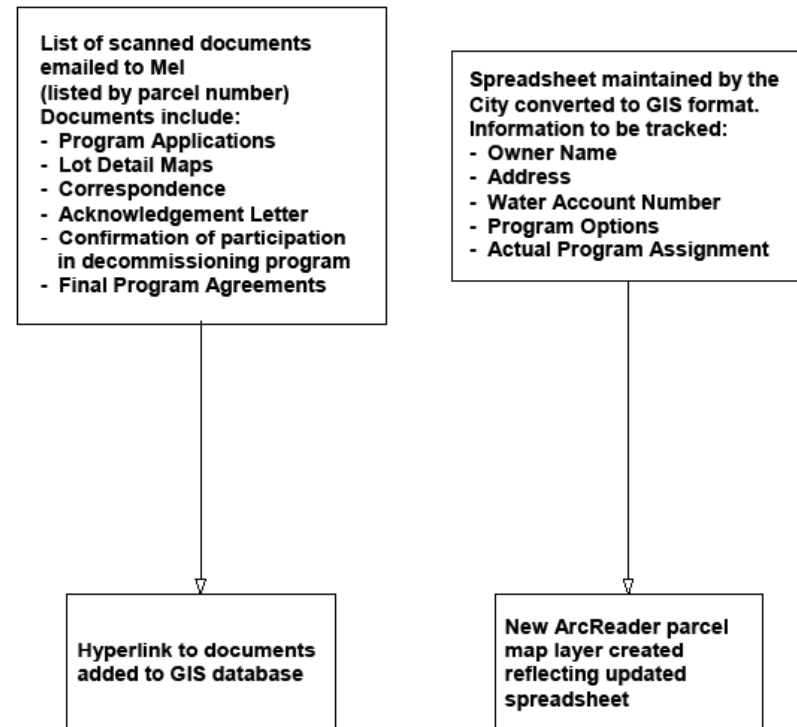 List of scanned documents
emailed to Mel
(listed by parcel number)
Documents include:
- Program Applications
- Lot Detail Maps
- Correspondence
- Acknowledgement Letter
- Confirmation of participation
in decommissioning program
- Final Program Agreements
Spreadsheet maintained by the
City converted to GIS format.
Information to be tracked:
- Owner Name
- Address
- Water Account Number
- Program Options
- Actual Program Assignment
Hyperlink to documents
added to GIS database
New ArcReader parcel
map layer created
reflecting updated
spreadsheet